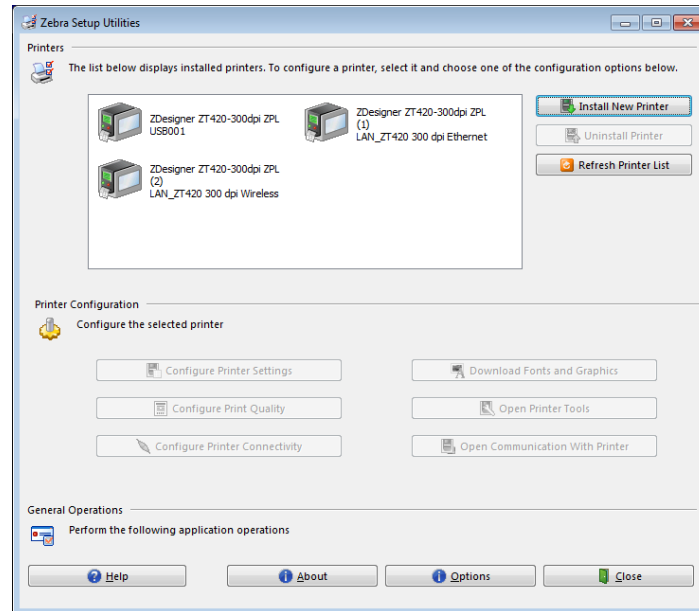 Zebra Setup Utilities
Printers
The list below displays installed printers. To configure a printer, select it and choose one of the configuration options below.
ZDesigner ZT420-300dpi ZPL
USB001
ZDesigner ZT420-300dpi ZPL
(1)
LAN_ZT420 300 dpi Ethernet
ZDesigner ZT420-300dpi ZPL
(2)
LAN_ZT420 300 dpi Wireless
Install New Printer
Uninstall Printer
Refresh Printer List
Printer Configuration
Configure the selected printer
Configure Printer Settings
Download Fonts and Graphics
Configure Print Quality
Open Printer Tools
Configure Printer Connectivity
Open Communication With Printer
General Operations
Perform the following application operations
Help
About
Options
Close